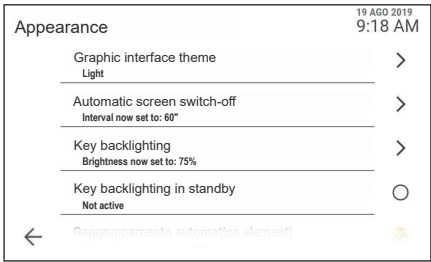 19 AGO 2019
Appearance
9:18 AM
Graphic interface theme
Light
Automatic screen switch-off
Interval now set to: 60"
Key backlighting
Brightness now set to: 75%
Key backlighting in standby
Not active
Raggruppamento automatico elementi